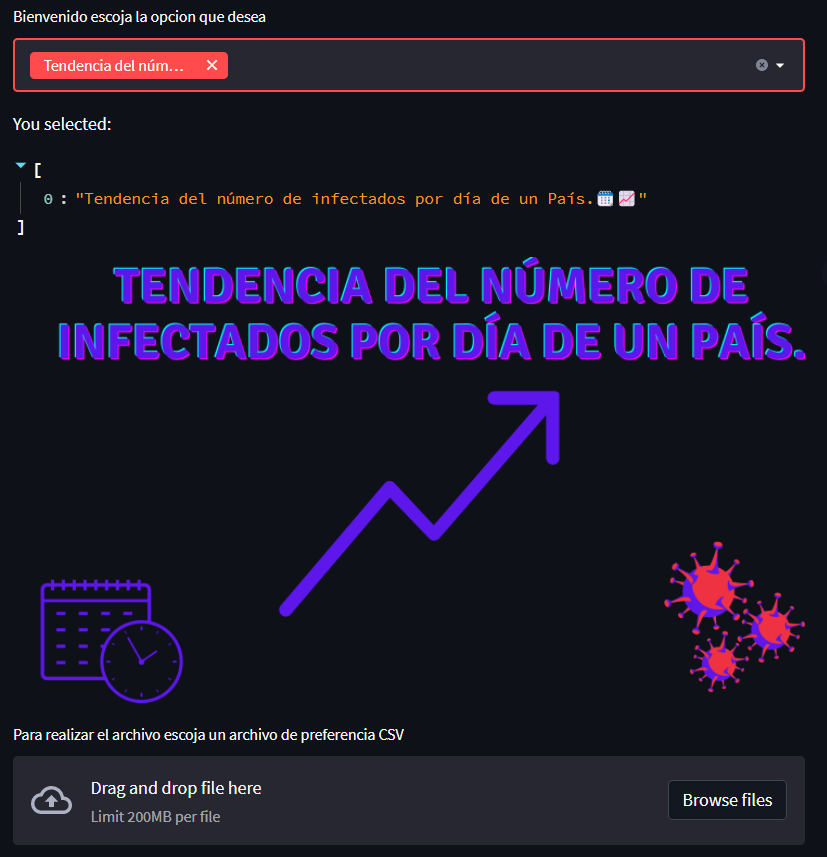 Bienvenido escoja la opcion que desea
Tendencia del núm...
You selected:
[
0 : "Tendencia del número de infectados por día de un País.🗓️📈"
]
TENDENCIA DEL NÚMERO DE
INFECTADOS POR DÍA DE UN PAÍS.
Para realizar el archivo escoja un archivo de preferencia CSV
Drag and drop file here
Limit 200MB per file
Browse files